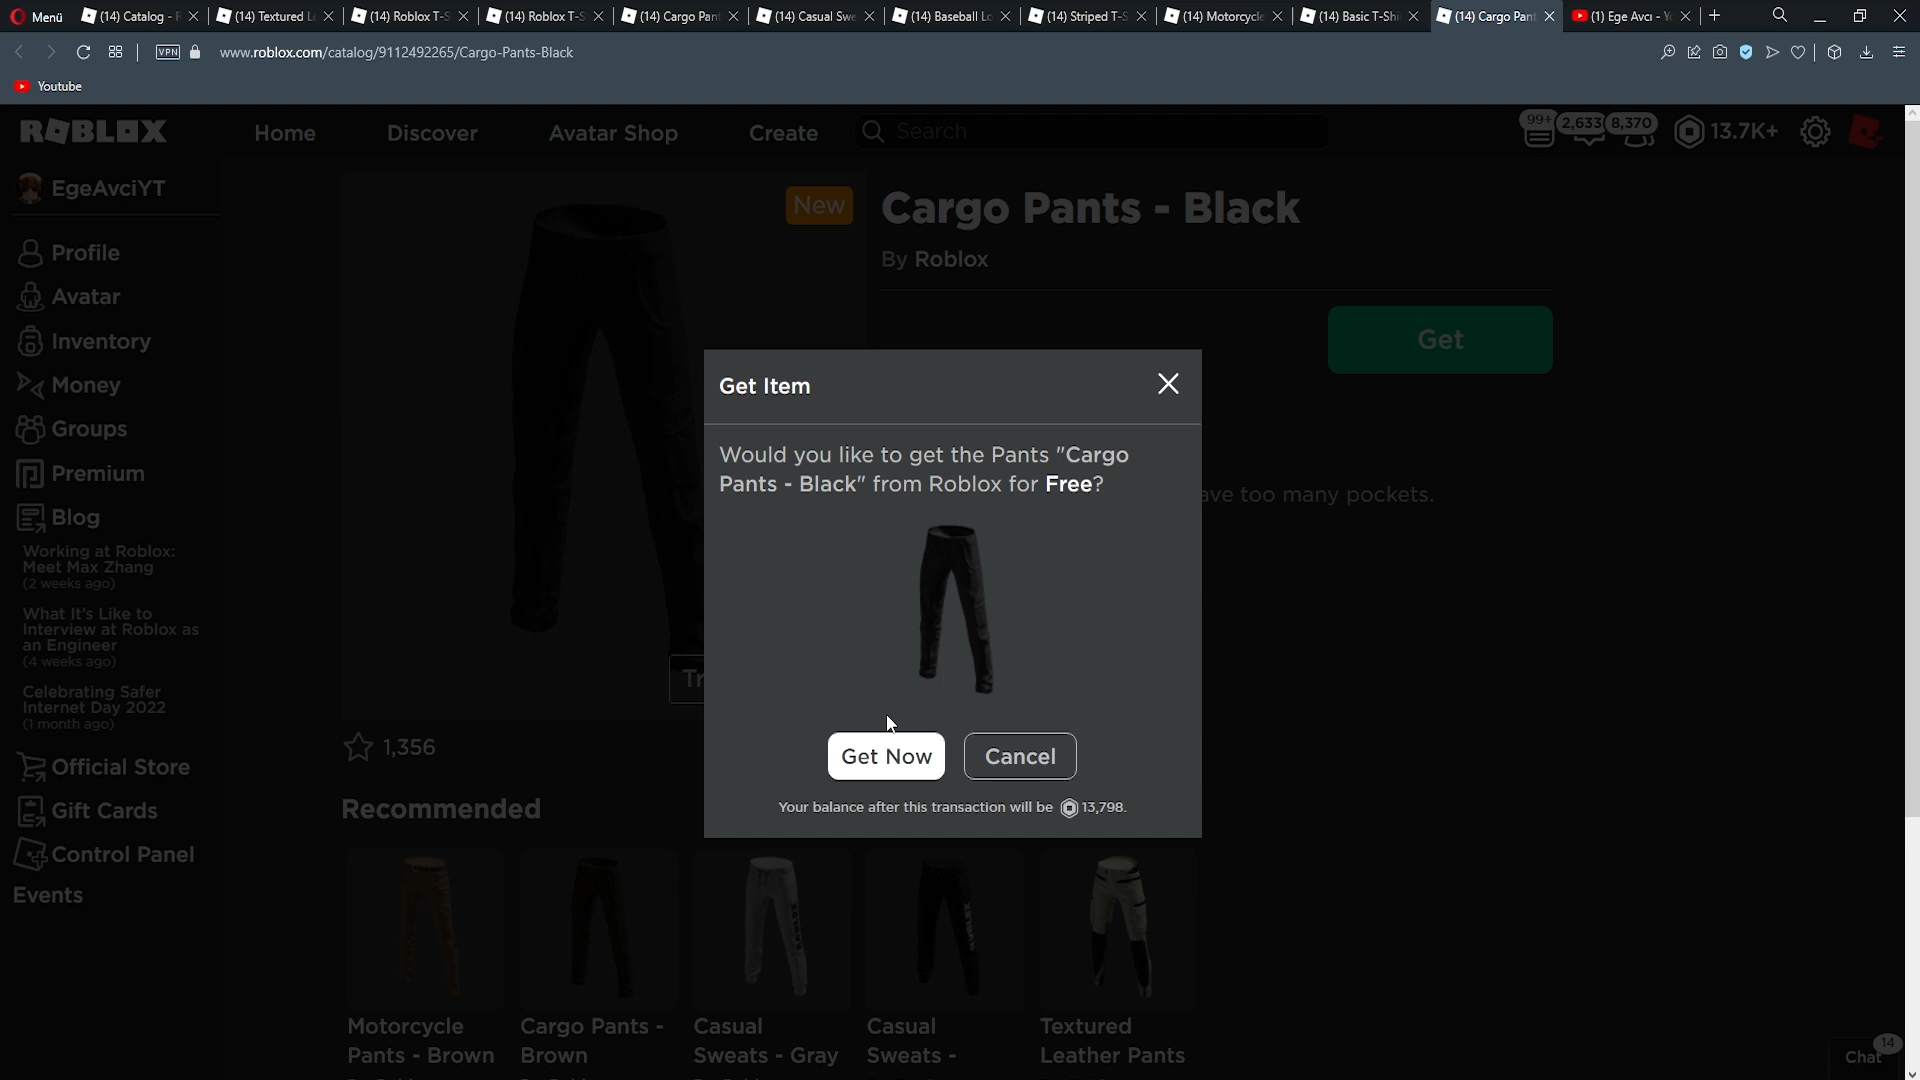 Menü
(14) Catalog - R
(14) Textured L
(14) Roblox T-S
(14) Roblox T-S
(14) Cargo Pan
(14) Casual Swe
(14) Baseball Lo
(14) Striped T-S
(14) Motorcycle
(14) Basic T-Shi
(14) Cargo Pan
(1) Ege Avcı - Yo
VPN
www.roblox.com/catalog/9112492265/Cargo-Pants-Black
Youtube
ROBLOX
Home
Discover
Avatar Shop
Create
Search
99+
2,633
8,370
13.7K+
EgeAvciYT
Profile
Avatar
Inventory
Money
Groups
Premium
Blog
Working at Roblox:
Meet Max Zhang
(2 weeks ago)
What It's Like to
Interview at Roblox as
an Engineer
(4 weeks ago)
Celebrating Safer
Internet Day 2022
(1 month ago)
Official Store
Gift Cards
Control Panel
Events
New
Cargo Pants - Black
By Roblox
Get
ave too many pockets.
Tr
Get Item
Would you like to get the Pants "Cargo
Pants - Black" from Roblox for Free?
Get Now
Cancel
Your balance after this transaction will be 13,798.
1,356
Recommended
Motorcycle
Pants - Brown
Cargo Pants -
Brown
Casual
Sweats - Gray
Casual
Sweats -
Textured
Leather Pants
Chat
14